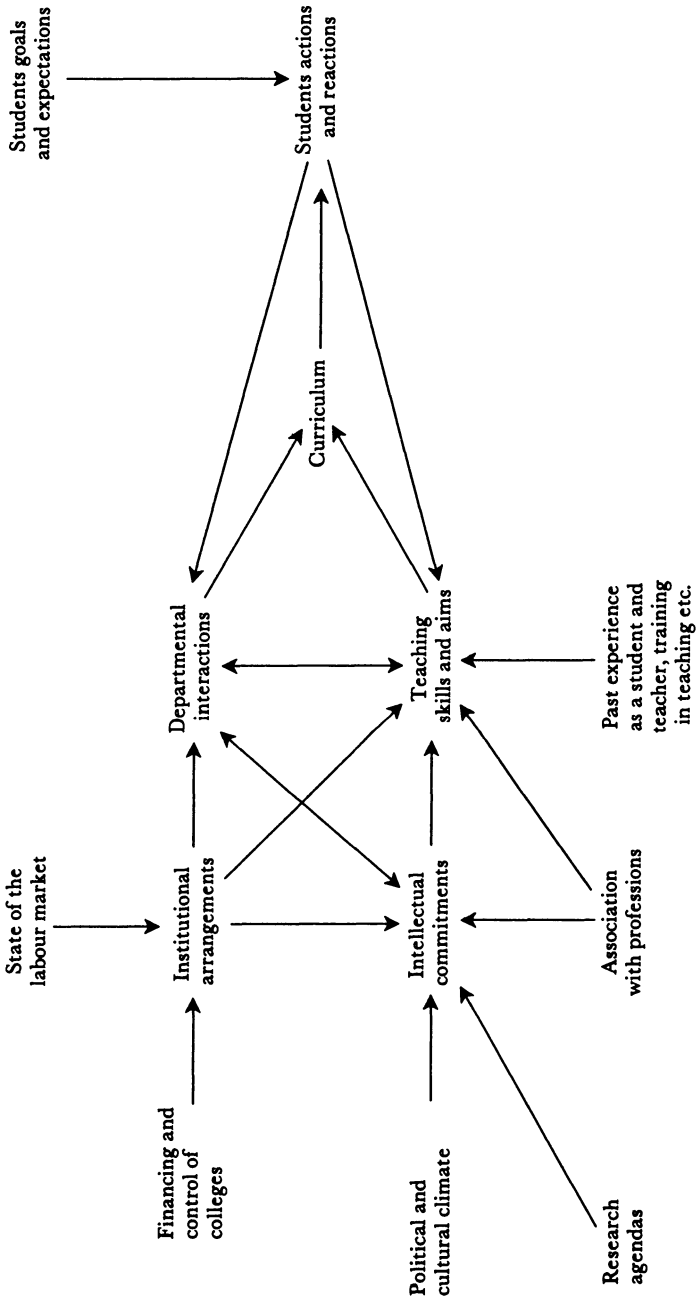 State of the
labour market
Students goals
and expectations
Financing and
control of
colleges
Institutional
arrangements
Departmental
interactions
Curriculum
Students actions
and reactions
Political and
cultural climate
Intellectual
commitments
Teaching
skills and aims
Research
agendas
Association
with professions
Past experience
as a student and
teacher, training
in teaching etc.